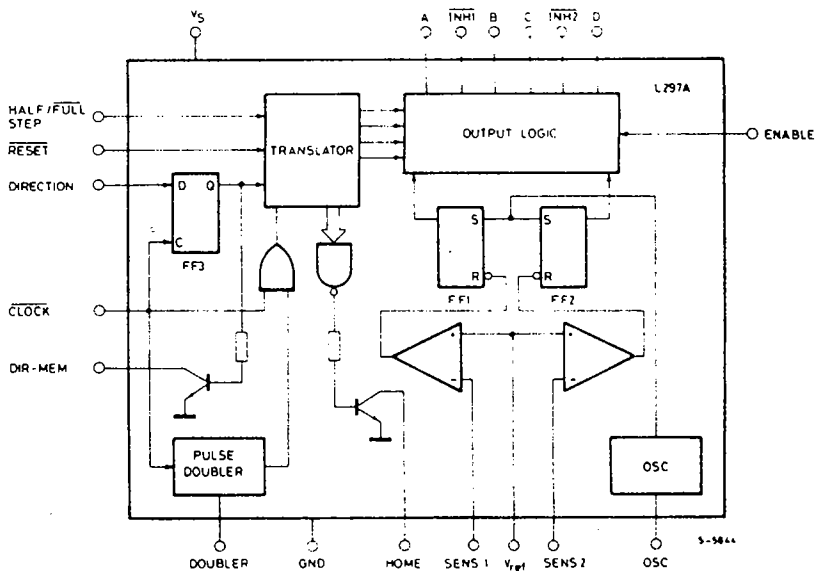 VS
A INH1 B C INH2 D
L297A
HALF/FULL
STEP
RESET
DIRECTION
TRANSLATOR
OUTPUT LOGIC
ENABLE
D Q
C
FF3
S S
R R
FF1 FF2
CLOCK
+ +
- -
DIR-MEM
PULSE
DOUBLER
OSC
S-5844
DOUBLER GND HOME SENS 1 Vref SENS 2 OSC